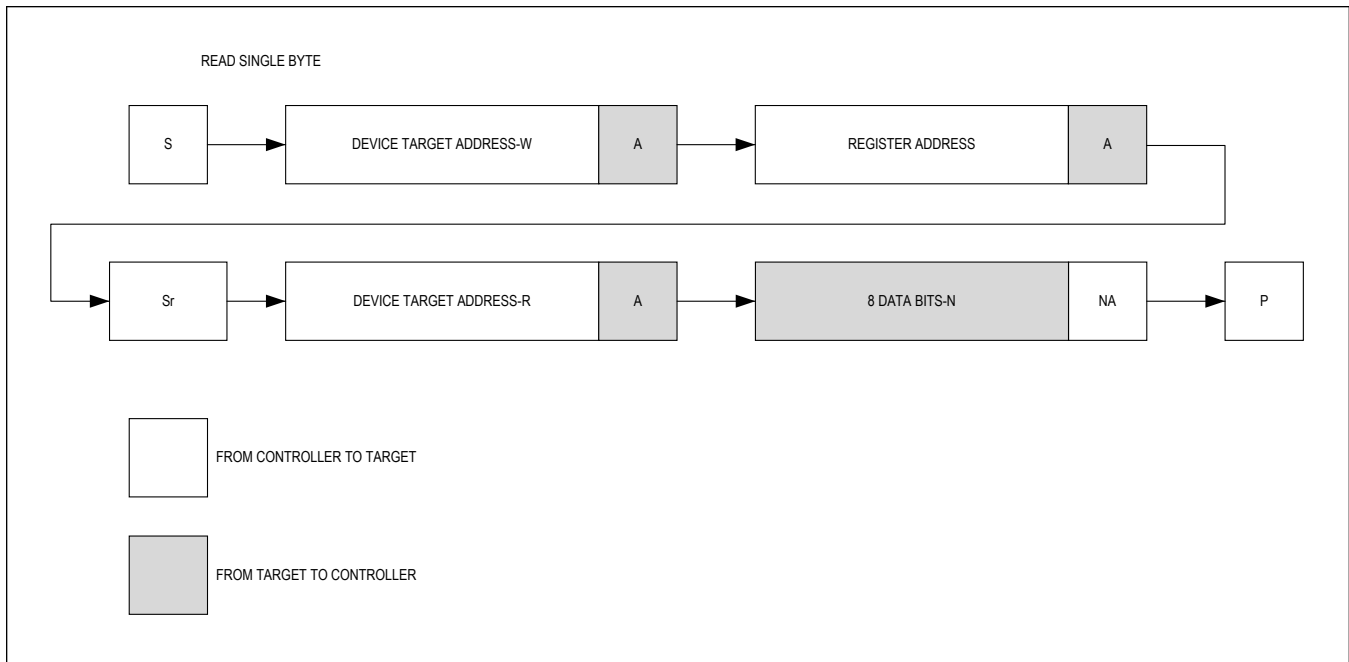 READ SINGLE BYTE
S
DEVICE TARGET ADDRESS-W
A
REGISTER ADDRESS
A
Sr
DEVICE TARGET ADDRESS-R
A
8 DATA BITS-N
NA
P
FROM CONTROLLER TO TARGET
FROM TARGET TO CONTROLLER